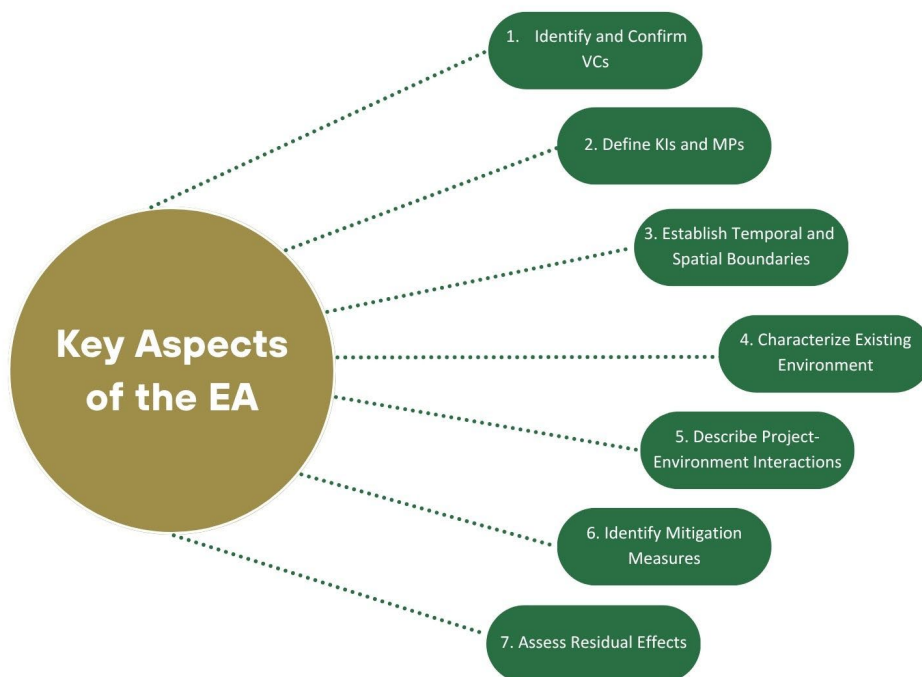 1. Identify and Confirm
VCs
2. Define KIs and MPs
3. Establish Temporal and
Spatial Boundaries
Key Aspects
of the EA
4. Characterize Existing
Environment
5. Describe Project-
Environment Interactions
6. Identify Mitigation
Measures
7. Assess Residual Effects